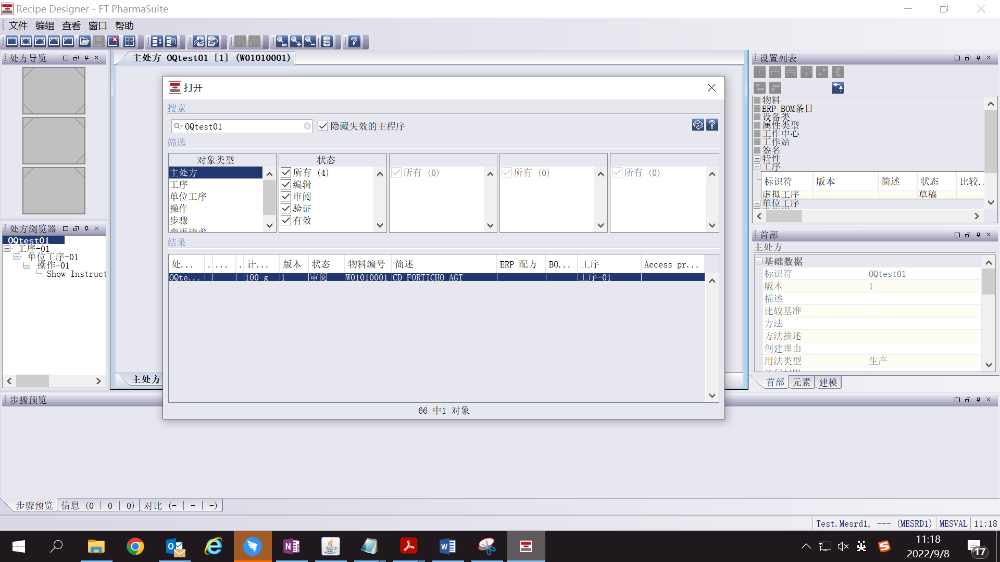 Recipe Designer - FT PharmaSuite
文件 编辑 查看 窗口 帮助
处方导览
主处方 OQtest01 [1] (W01010001)
设置列表
打开
搜索
OQtest01
隐藏失效的主程序
筛选
对象类型
主处方
工序
单位工序
操作
步骤
变更请求
状态
所有 (4)
编辑
审阅
验证
有效
所有 (0)
所有 (0)
所有 (0)
结果
处... . ... . 计... 版本 状态 物料编号 简述 ERP 配方 BO... 工序 Access pr...
OQte... 100 g 1 审阅 W01010001 CD FORTICHO AGT 工序-01
66 中1 对象
处方浏览器
OQtest01
工序-01
单位工序-01
操作-01
Show Instruct
主处方
物料
ERP BOM条目
设备类
属性类型
工作中心
工作站
签名
特性
工序
标识符 版本 简述 状态 比较.
虚拟工序 草稿
单位工序
首部
主处方
基础数据
标识符 OQtest01
版本 1
描述
比较基准
方法
方法描述
创建理由
用法类型 生产
访问权限
首部 元素 建模
步骤预览
步骤预览 信息 (0 | 0 | 0) 对比 (- | - | -)
Test.Mesrd1, --- (MESRD1) MESVAL 11:18
英
11:18
2022/9/8
17